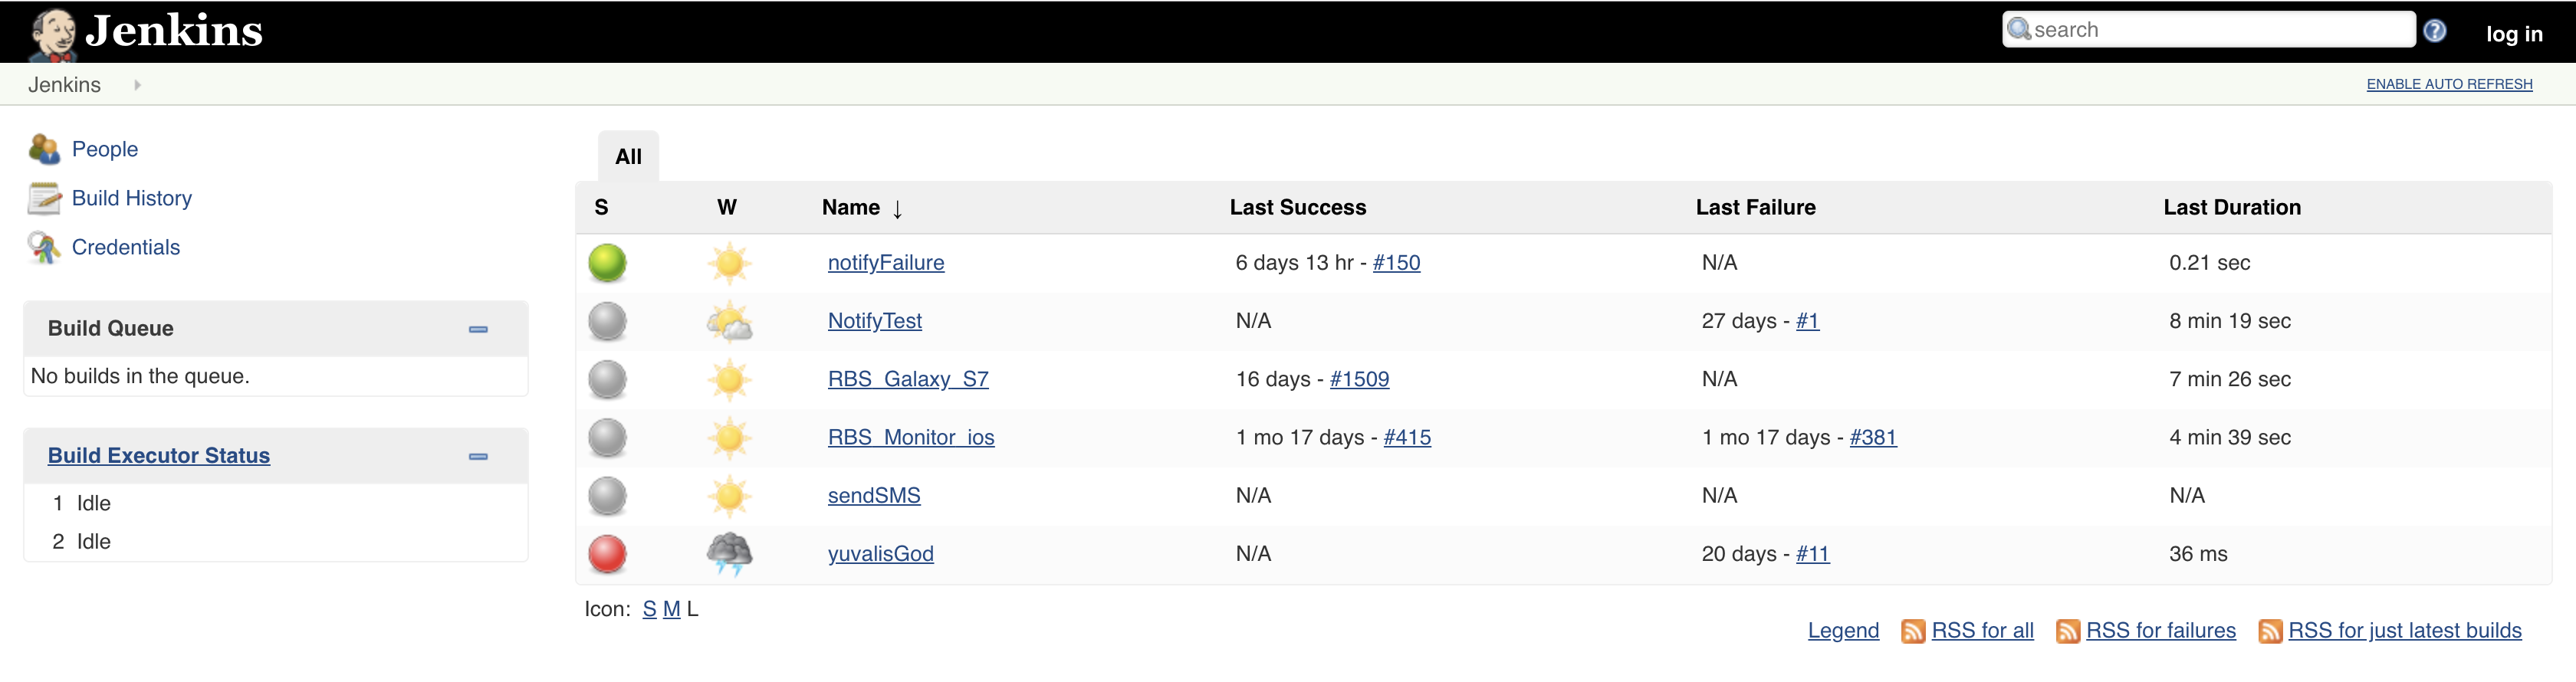 Jenkins
search
? log in
Jenkins
ENABLE AUTO REFRESH
People
Build History
Credentials
Build Queue
No builds in the queue.
Build Executor Status
1 Idle
2 Idle
All
S W Name ↓ Last Success Last Failure Last Duration
notifyFailure 6 days 13 hr - #150 N/A 0.21 sec
NotifyTest N/A 27 days - #1 8 min 19 sec
RBS_Galaxy_S7 16 days - #1509 N/A 7 min 26 sec
RBS_Monitor_ios 1 mo 17 days - #415 1 mo 17 days - #381 4 min 39 sec
sendSMS N/A N/A N/A
yuvalisGod N/A 20 days - #11 36 ms
Icon: S M L
Legend RSS for all RSS for failures RSS for just latest builds